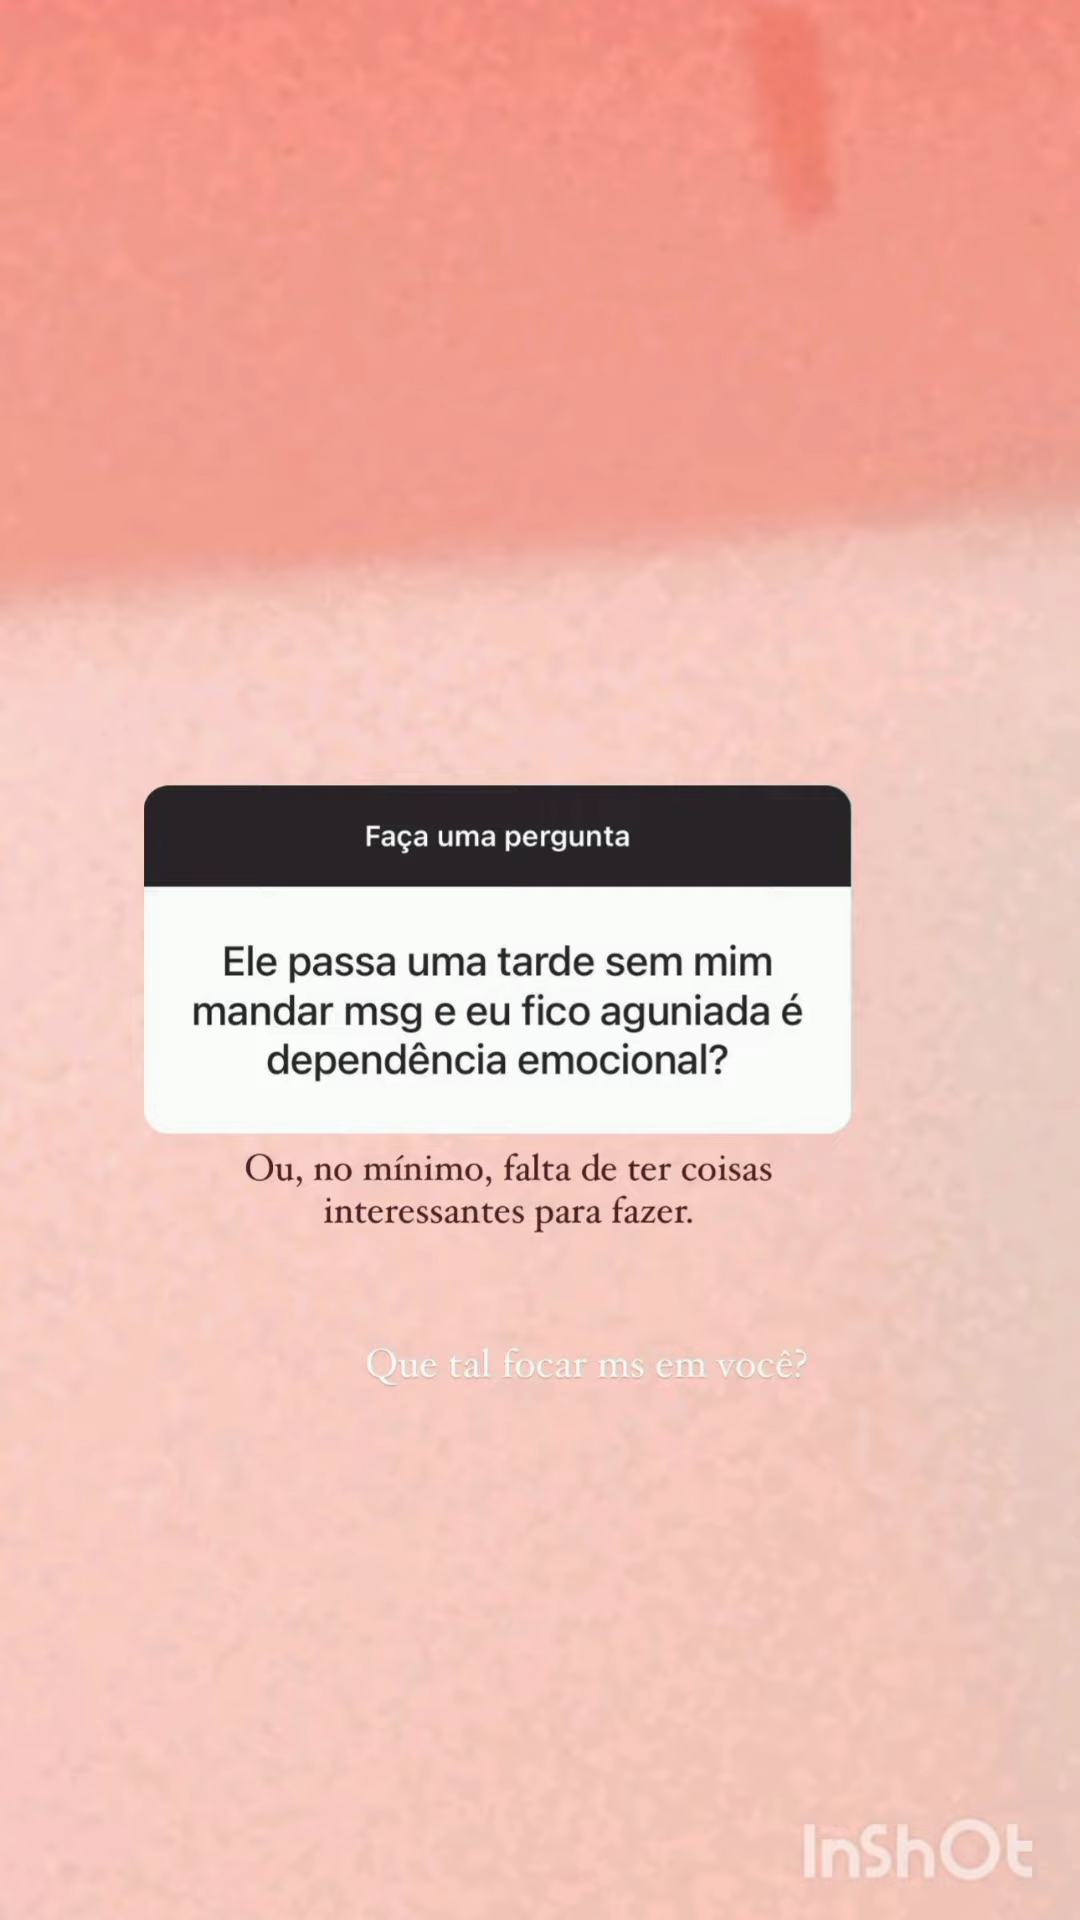 Faça uma pergunta
Ele passa uma tarde sem mim
mandar msg e eu fico aguniada é
dependência emocional?
Ou, no mínimo, falta de ter coisas
interessantes para fazer.
Que tal focar ms em você?
InShOt